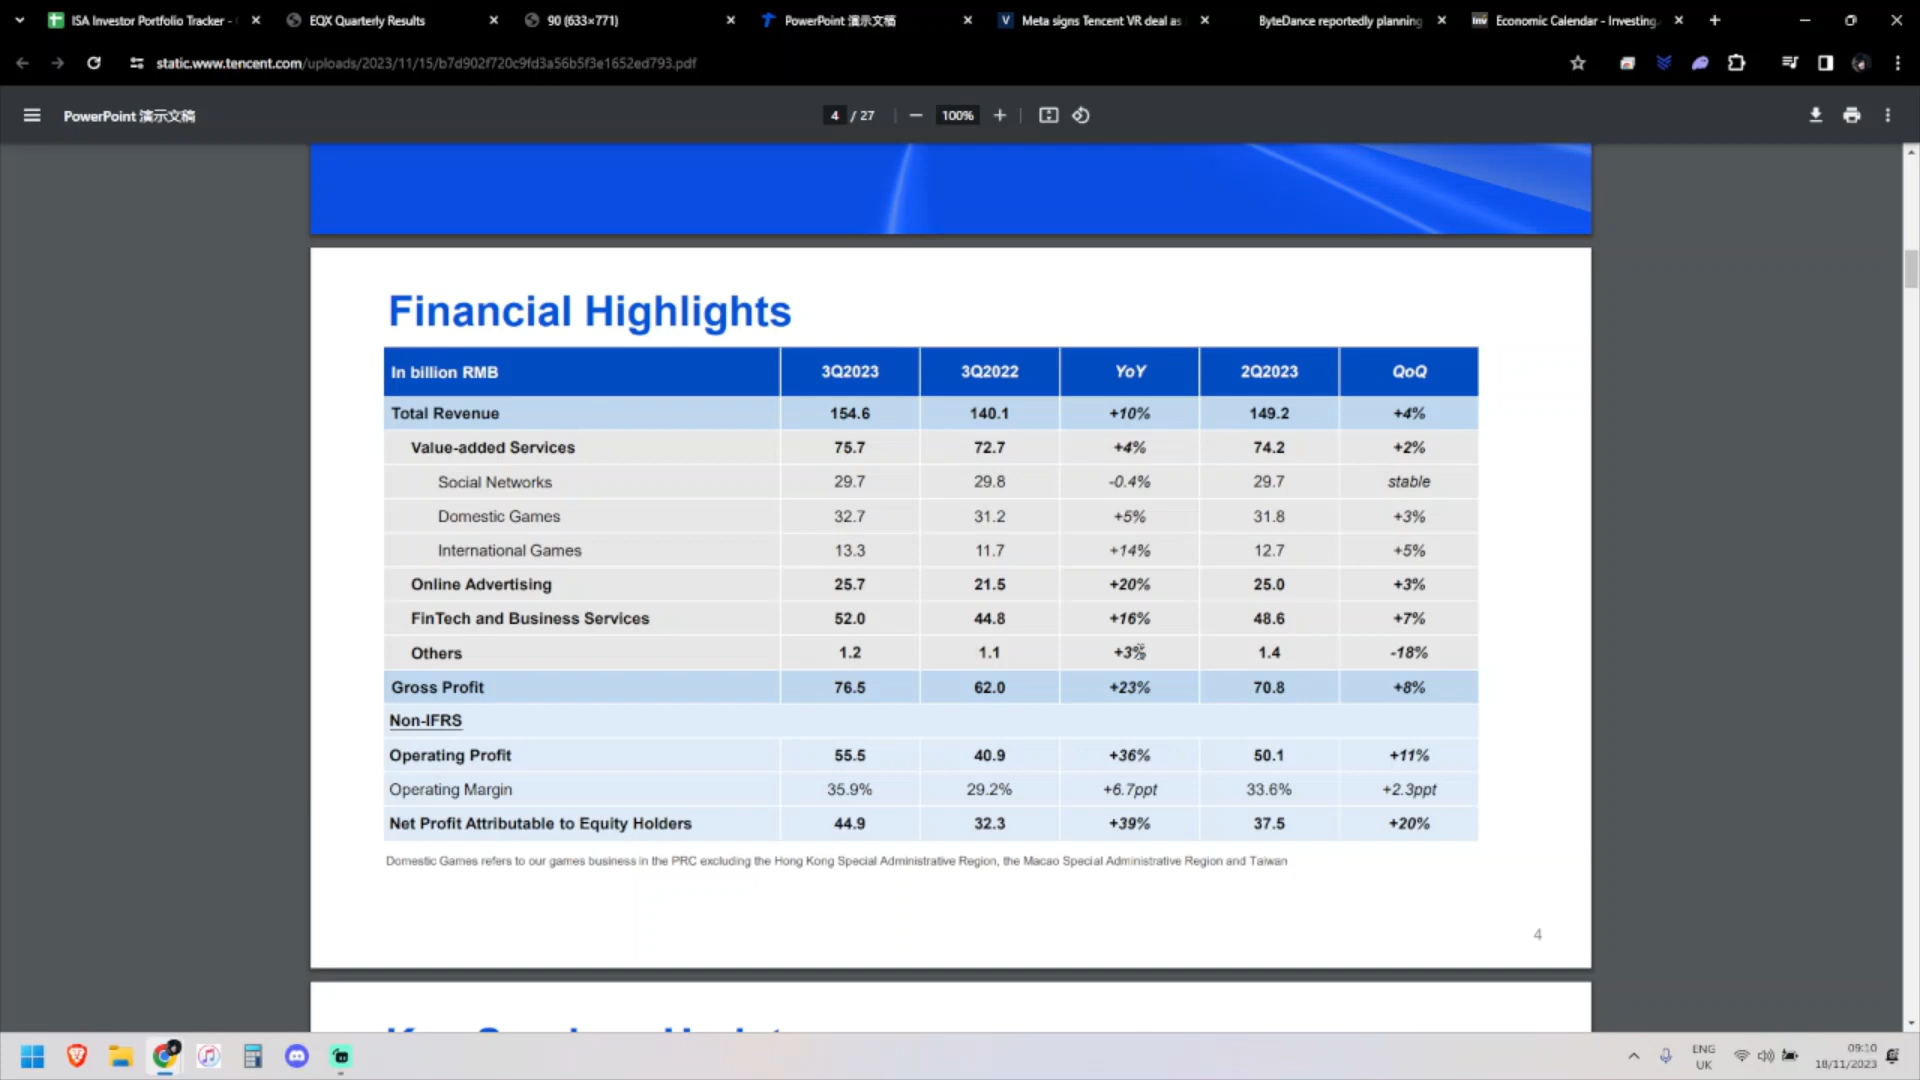 ISA Investor Portfolio Tracker -
EQX Quarterly Results
90 (633×771)
PowerPoint 演示文稿
Meta signs Tencent VR deal as
ByteDance reportedly planning
Economic Calendar - Investing
static.www.tencent.com/uploads/2023/11/15/b7d902f720c9fd3a56b5f3e1652ed793.pdf
PowerPoint 演示文稿
4 / 27
100%
Financial Highlights
In billion RMB 3Q2023 3Q2022 YoY 2Q2023 QoQ
Total Revenue 154.6 140.1 +10% 149.2 +4%
Value-added Services 75.7 72.7 +4% 74.2 +2%
Social Networks 29.7 29.8 -0.4% 29.7 stable
Domestic Games 32.7 31.2 +5% 31.8 +3%
International Games 13.3 11.7 +14% 12.7 +5%
Online Advertising 25.7 21.5 +20% 25.0 +3%
FinTech and Business Services 52.0 44.8 +16% 48.6 +7%
Others 1.2 1.1 +3% 1.4 -18%
Gross Profit 76.5 62.0 +23% 70.8 +8%
Non-IFRS
Operating Profit 55.5 40.9 +36% 50.1 +11%
Operating Margin 35.9% 29.2% +6.7ppt 33.6% +2.3ppt
Net Profit Attributable to Equity Holders 44.9 32.3 +39% 37.5 +20%
Domestic Games refers to our games business in the PRC excluding the Hong Kong Special Administrative Region, the Macao Special Administrative Region and Taiwan
4
ENG
UK
09:10
18/11/2023